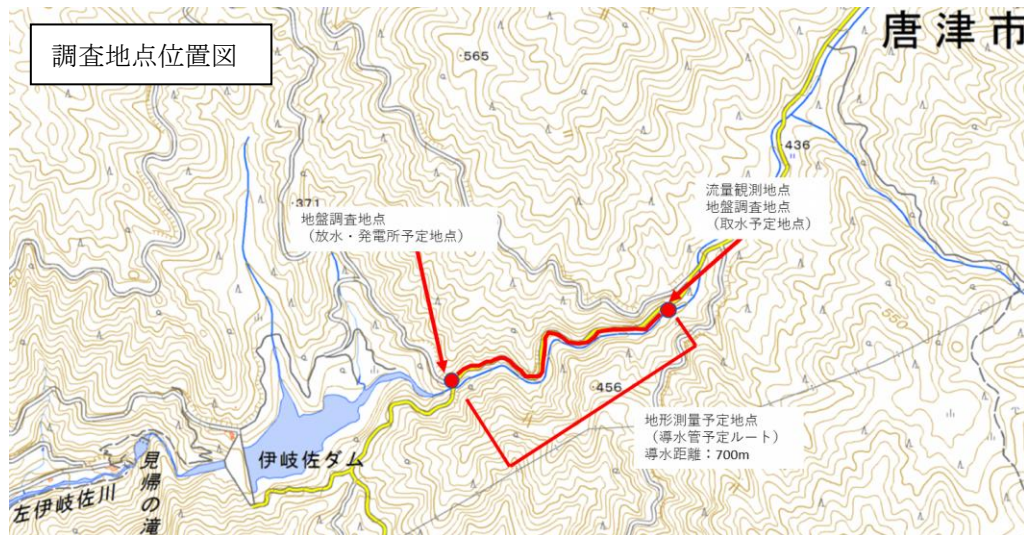 調査地点位置図
唐津市
565
436
371
流量観測地点
地盤調査地点
（取水予定地点）
地盤調査地点
（放水・発電所予定地点）
550
456
地形測量予定地点
（導水管予定ルート）
導水距離：700m
伊岐佐ダム
見帰の滝
左伊岐佐川